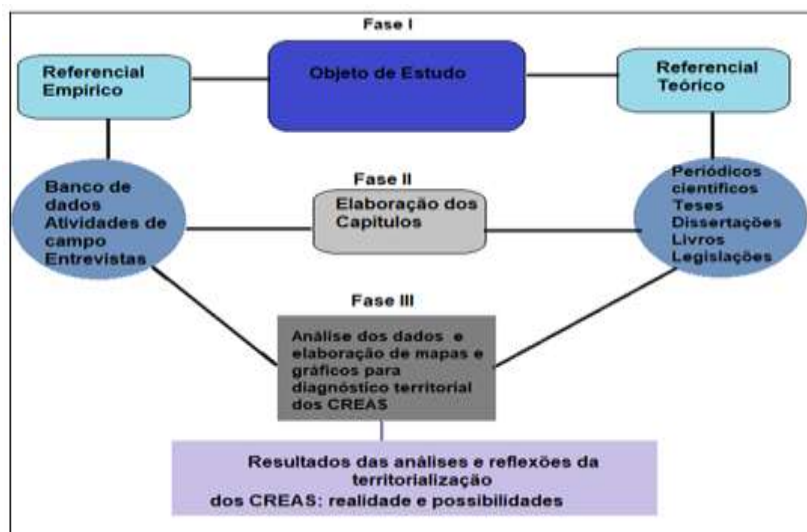 Fase I
Referencial
Empírico
Objeto de Estudo
Referencial
Teórico
Banco de
dados
Atividades de
campo
Entrevistas
Fase II
Elaboração dos
Capítulos
Periódicos
científicos
Teses
Dissertações
Livros
Legislações
Fase III
Análise dos dados e
elaboração de mapas e
gráficos para
diagnóstico territorial
dos CREAS
Resultados das análises e reflexões da
territorialização
dos CREAS: realidade e possibilidades